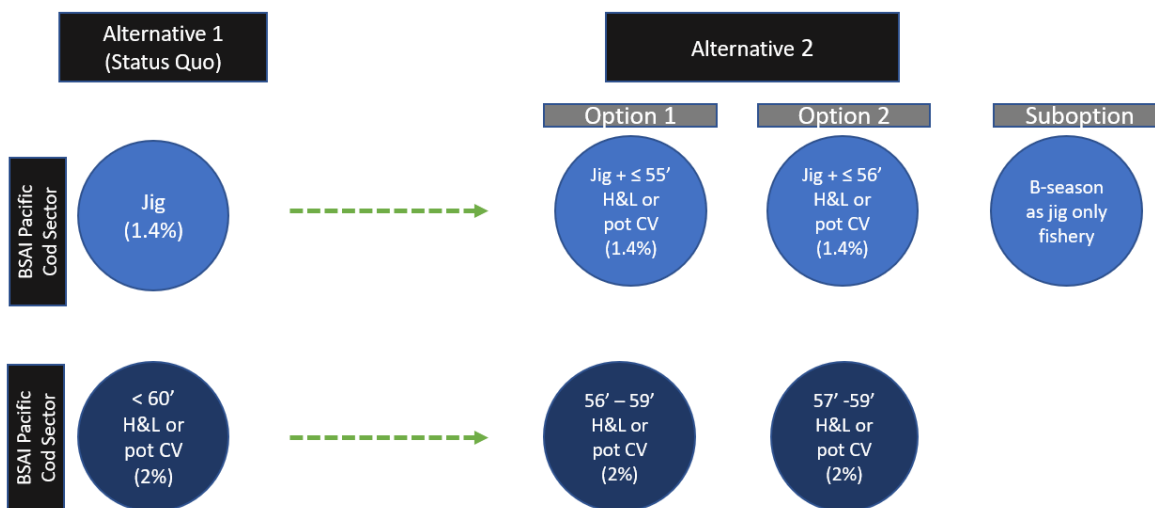 Alternative 1
(Status Quo)
Alternative 2
Option 1
Option 2
Suboption
BSAI Pacific
Cod Sector
Jig
(1.4%)
Jig + ≤ 55’
H&L or
pot CV
(1.4%)
Jig + ≤ 56’
H&L or
pot CV
(1.4%)
B-season
as jig only
fishery
BSAI Pacific
Cod Sector
< 60’
H&L or
pot CV
(2%)
56’ – 59’
H&L or
pot CV
(2%)
57’ -59’
H&L or
pot CV
(2%)